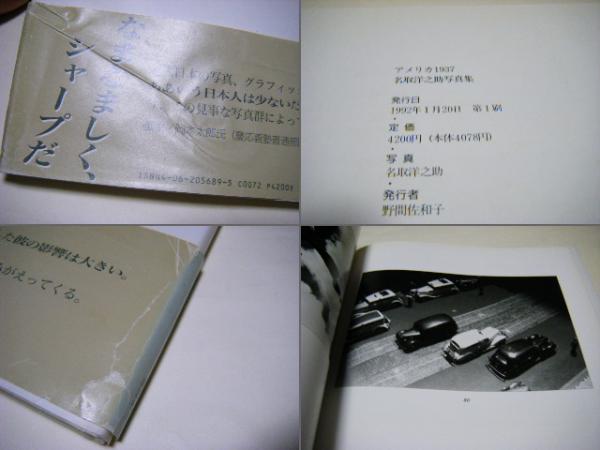 なまなましく、
シャープだ
日本の写真、グラフィッ
いう日本人は少ないだ
の見事な写真群によって
ISBN4-06-205689-5 C0072 P4200E
アメリカ1937
名取洋之助写真集
発行日
1992年1月20日 第1刷
・
定価
4200円（本体4078円）
・
写真
名取洋之助
・
発行者
野間佐和子
た彼の影響は大きい。
がえってくる。
86